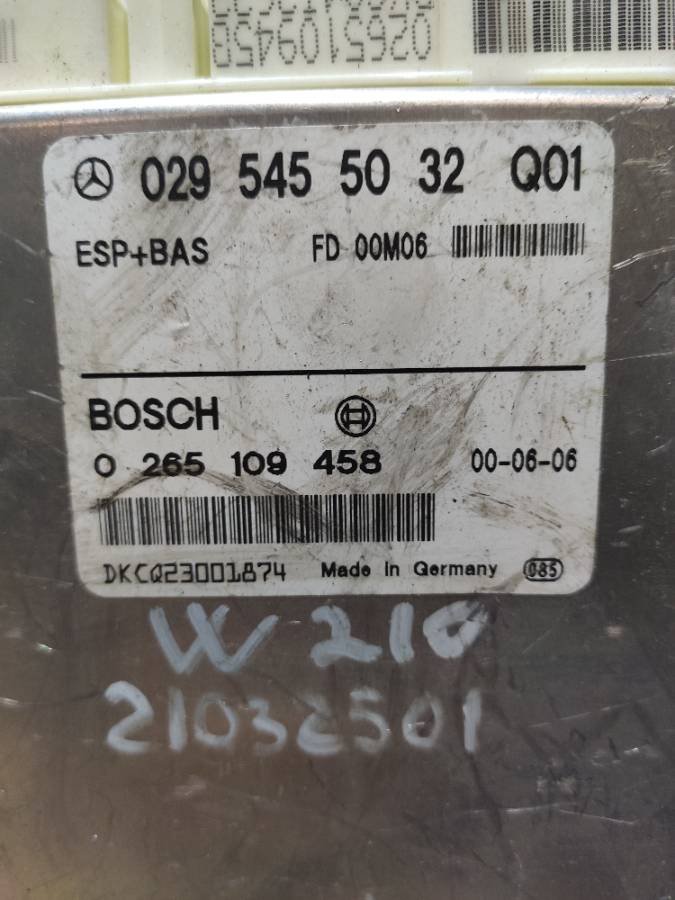 0265109458
029 545 50 32 Q01
ESP+BAS FD 00M06
BOSCH
0 265 109 458 00-06-06
DKCQ23001874 Made in Germany 085
W 210
21032501